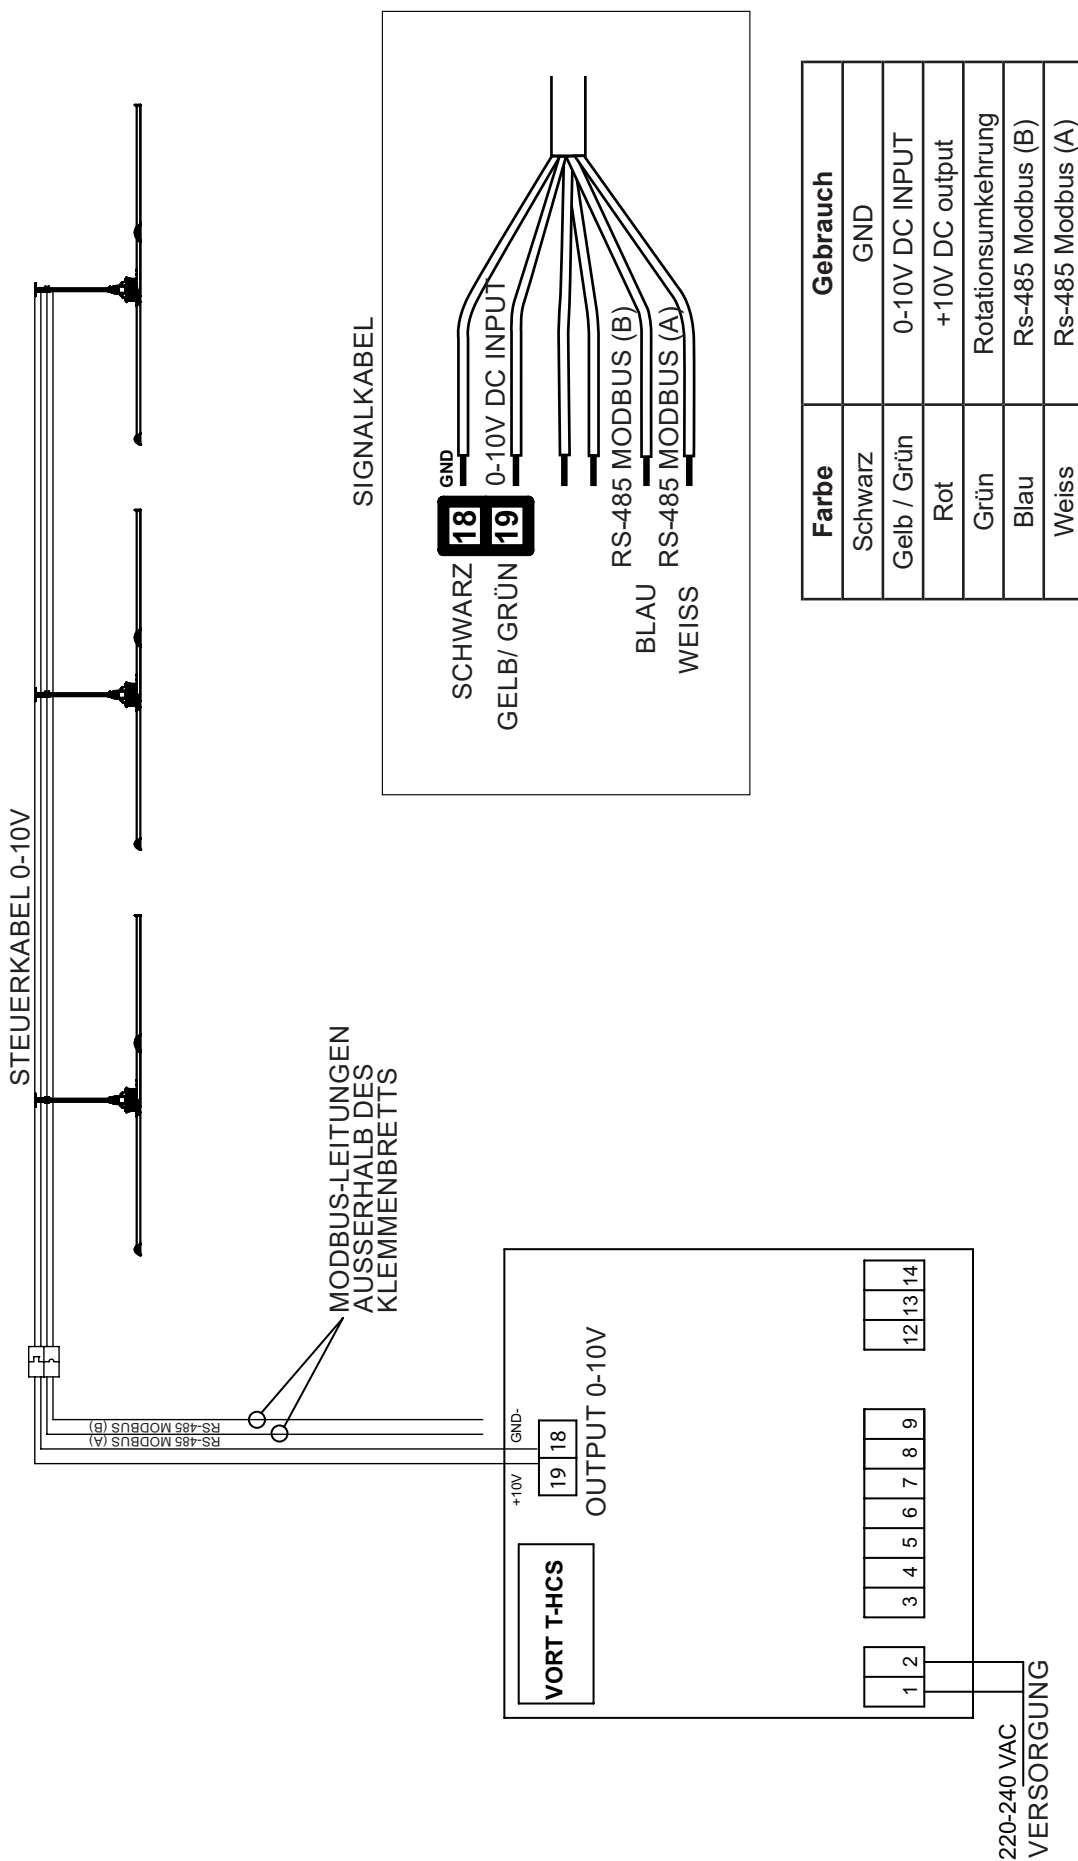 STEUERKABEL 0-10V
RS-485 MODBUS (B)
RS-485 MODBUS (A)
MODBUS-LEITUNGEN
AUSSERHALB DES
KLEMMENBRETTS
VORT T-HCS
+10V
GND-
19
18
OUTPUT 0-10V
1
2
3
4
5
6
7
8
9
12
13
14
220-240 VAC
VERSORGUNG
SIGNALKABEL
SCHWARZ
18
GND
GELB/ GRÜN
19
0-10V DC INPUT
RS-485 MODBUS (B)
BLAU
RS-485 MODBUS (A)
WEISS
Farbe Gebrauch
Schwarz GND
Gelb / Grün 0-10V DC INPUT
Rot +10V DC output
Grün Rotationsumkehrung
Blau Rs-485 Modbus (B)
Weiss Rs-485 Modbus (A)